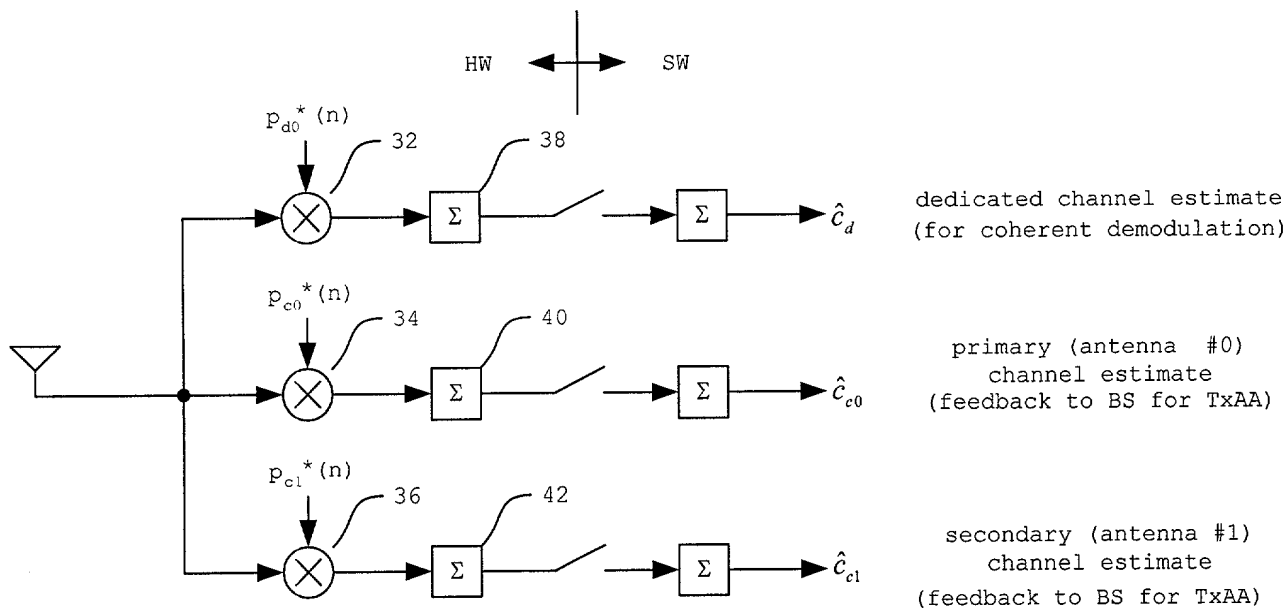 HW SW
p_d0*(n)
32 38
Σ Σ ĉ_d
dedicated channel estimate
(for coherent demodulation)
p_c0*(n)
34 40
Σ Σ ĉ_c0
primary (antenna #0)
channel estimate
(feedback to BS for TxAA)
p_c1*(n)
36 42
Σ Σ ĉ_c1
secondary (antenna #1)
channel estimate
(feedback to BS for TxAA)